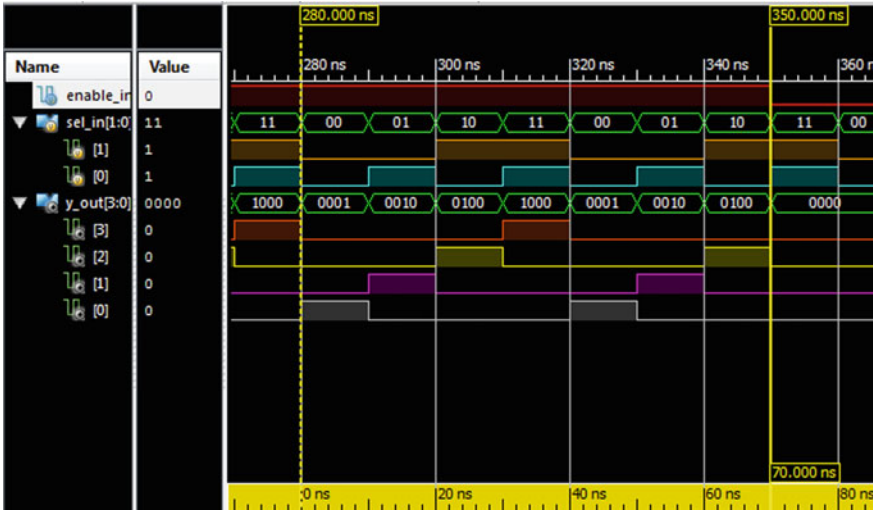 280.000 ns 350.000 ns
Name Value 280 ns 300 ns 320 ns 340 ns 360 n
enable_in 0
sel_in[1:0] 11 11 00 01 10 11 00 01 10 11 00
[1] 1
[0] 1
y_out[3:0] 0000 1000 0001 0010 0100 1000 0001 0010 0100 0000
[3] 0
[2] 0
[1] 0
[0] 0
70.000 ns
0 ns 20 ns 40 ns 60 ns 80 ns